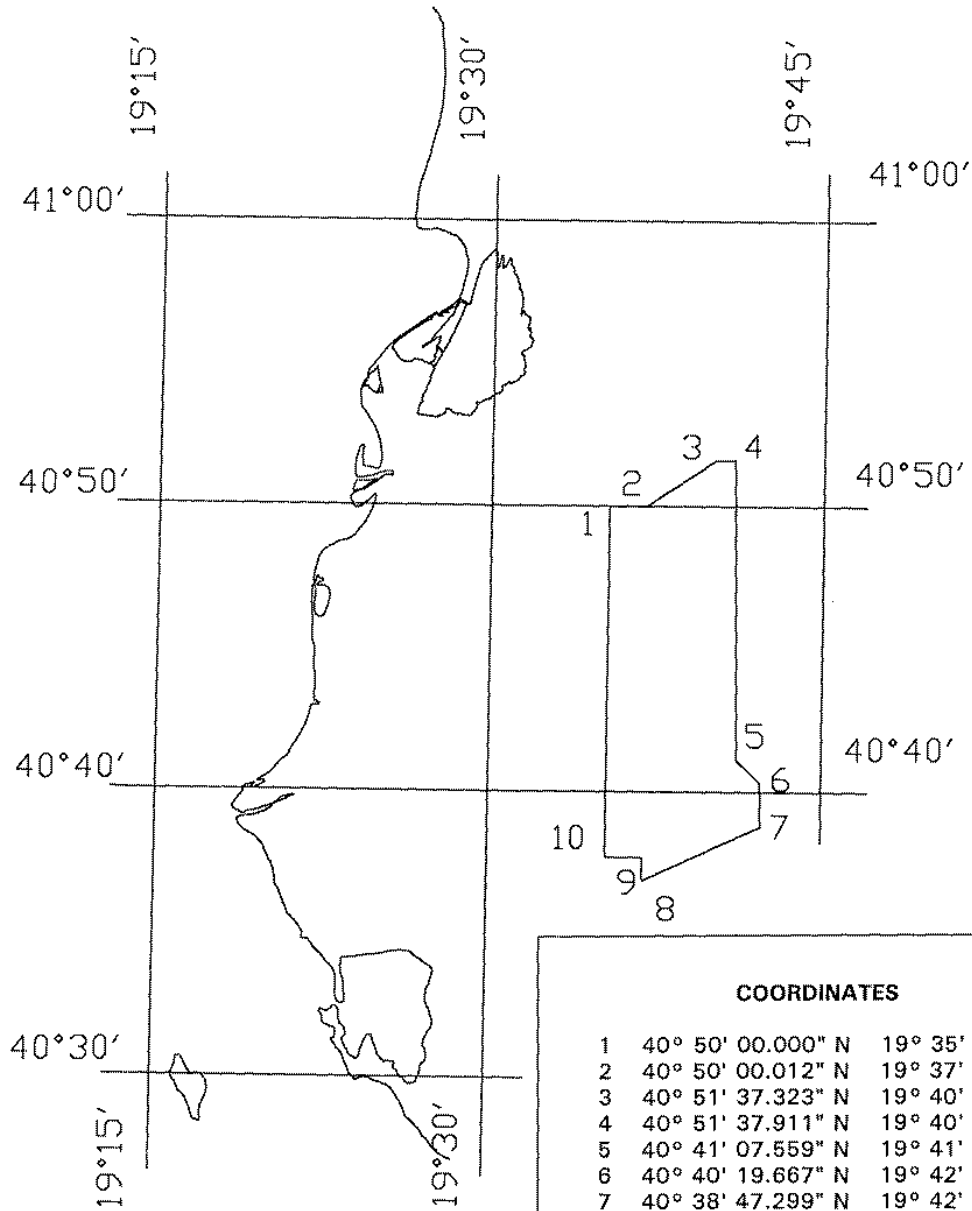 19°15′
19°30′
19°45′
41°00′
41°00′
3
4
40°50′
2
40°50′
1
5
40°40′
40°40′
6
7
10
9
8
COORDINATES
1 40° 50' 00.000" N 19° 35'
2 40° 50' 00.012" N 19° 37'
3 40° 51' 37.323" N 19° 40'
4 40° 51' 37.911" N 19° 40'
5 40° 41' 07.559" N 19° 41'
6 40° 40' 19.667" N 19° 42'
7 40° 38' 47.299" N 19° 42'
40°30′
19°15′
19°30′